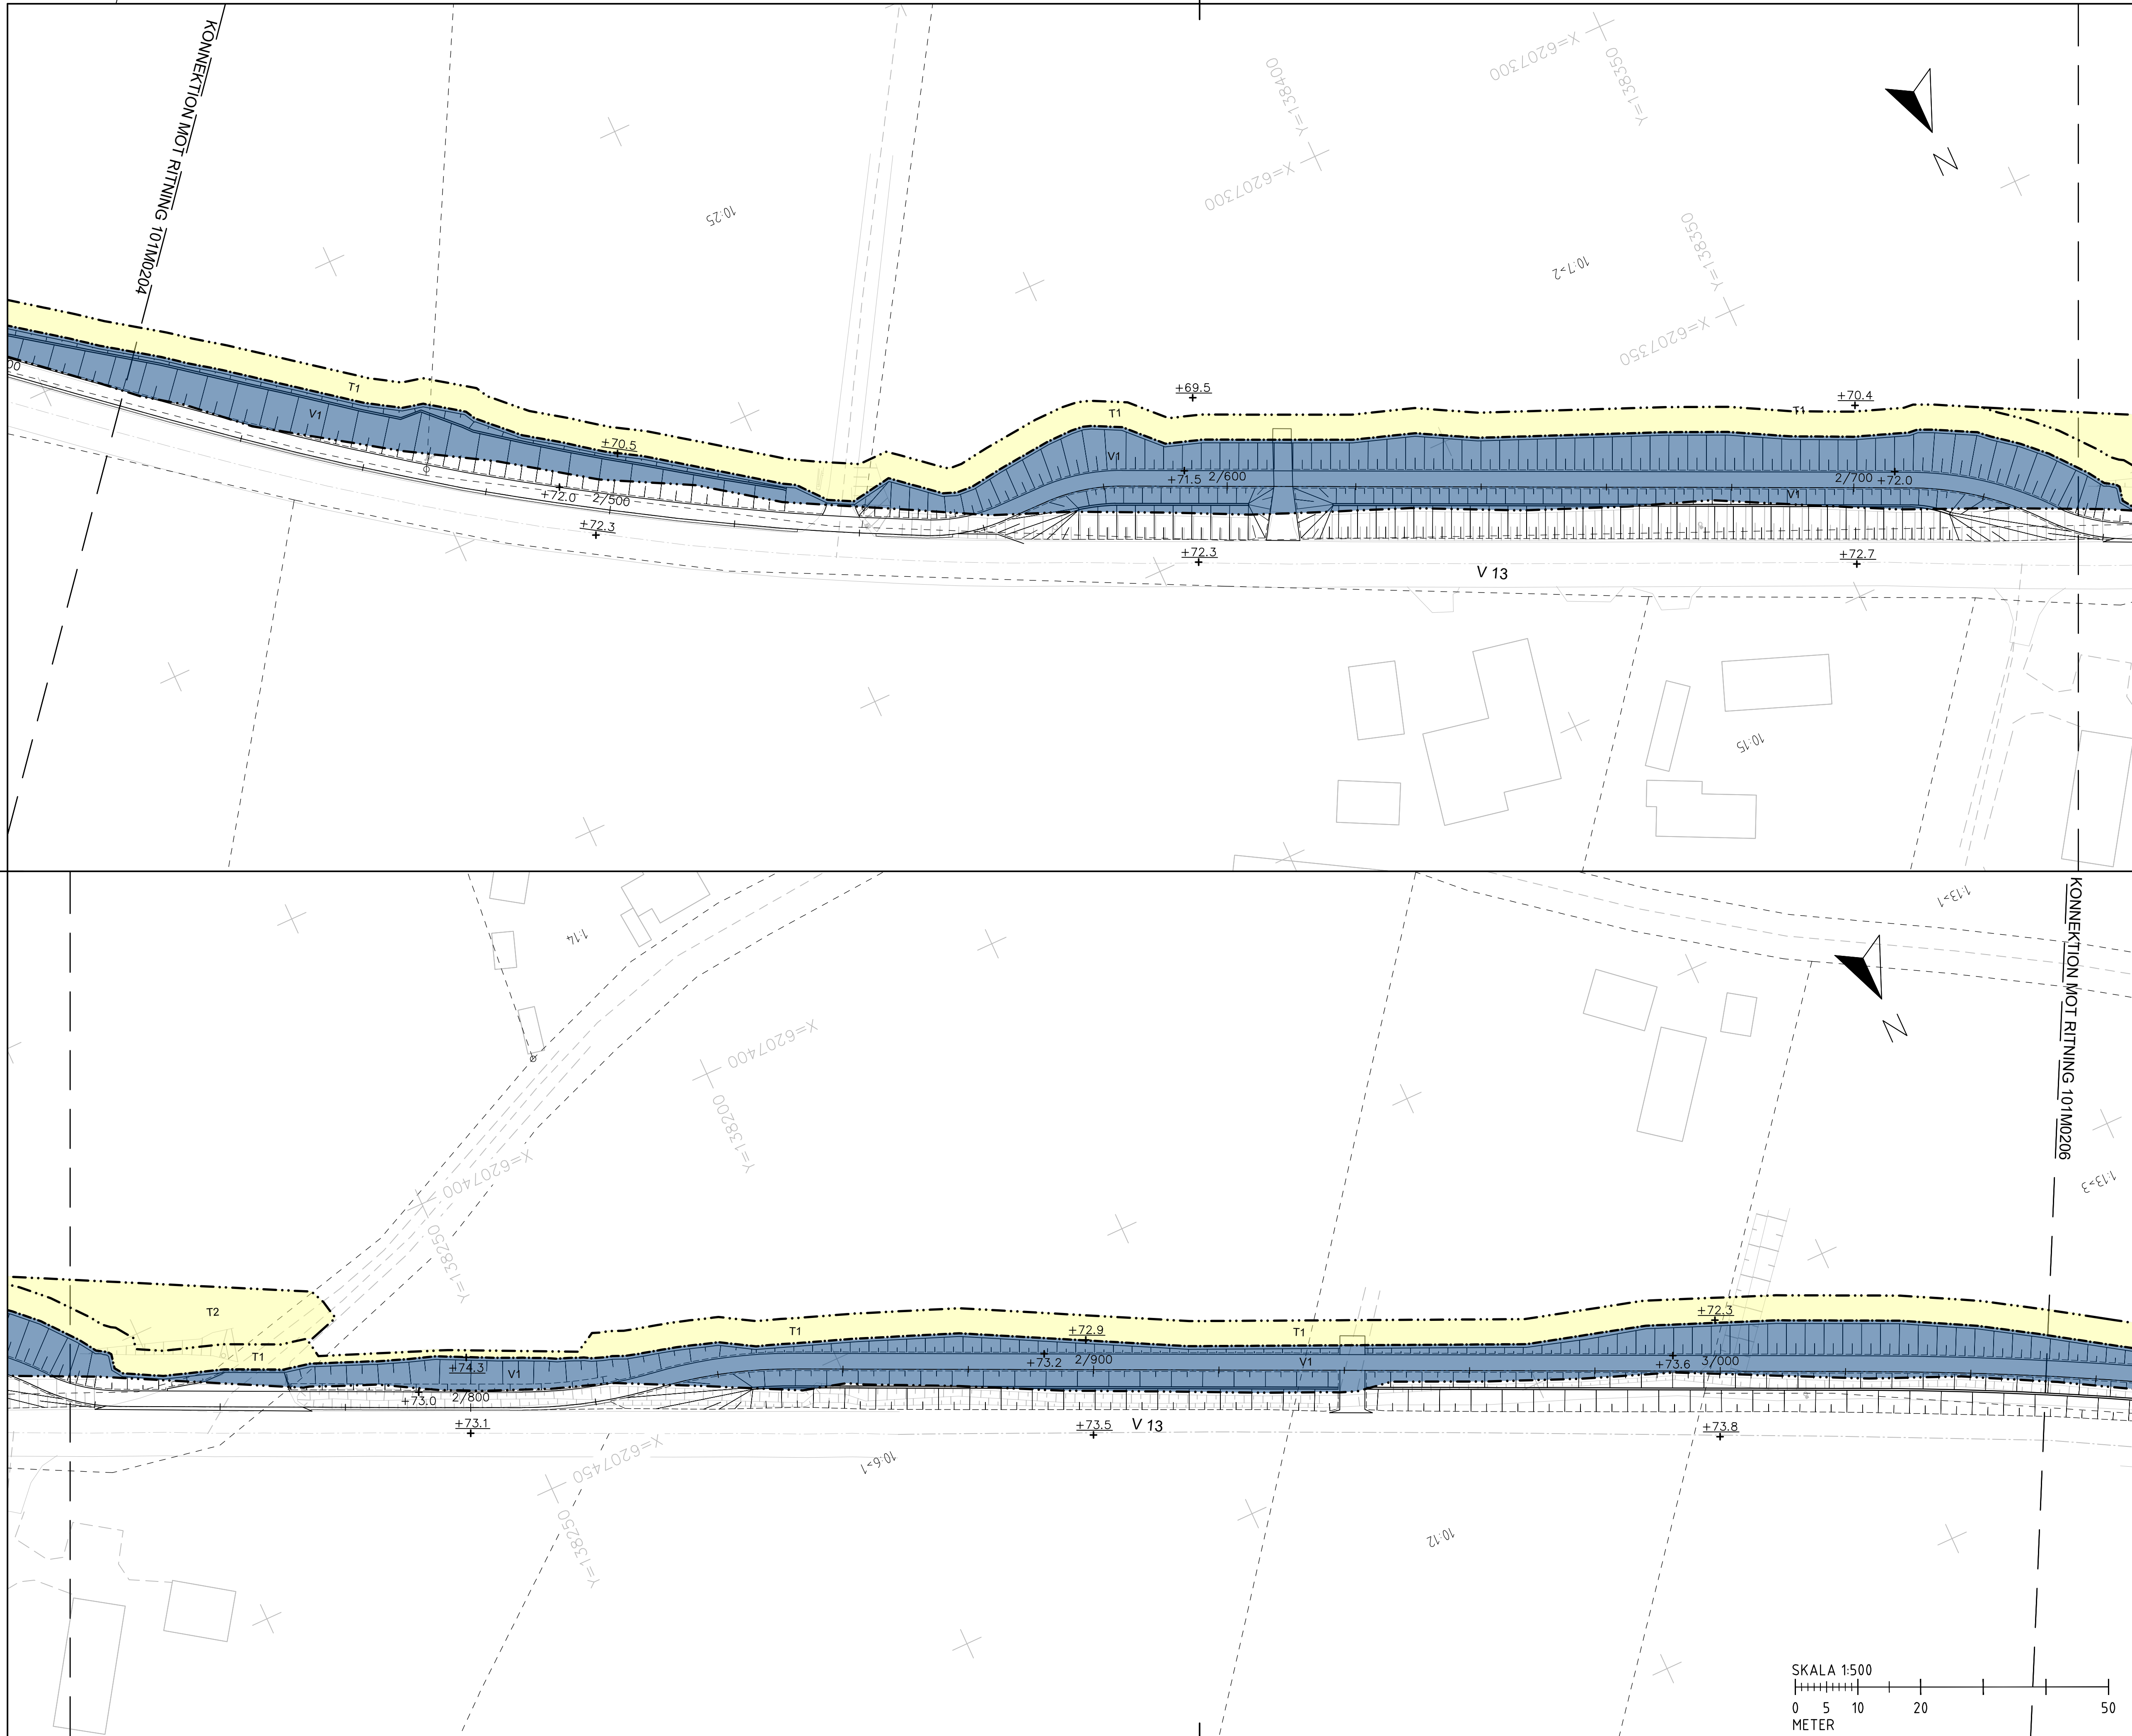 KONNEKTION MOT RITNING 101M0204
X=6207300
Y=138350
Y=138400
X=6207300
N
10:25
10:7>2
Y=138350
X=6207350
00
T1
V1
+70.5
+72.0
2/500
+72.3
+69.5
T1
V1
+71.5
2/600
+72.3
+70.4
T1
2/700
+72.0
V1
+72.7
V 13
10:15
KONNEKTION MOT RITNING 101M0206
1:13>1
1:14
N
X=6207400
Y=138200
X=6207400
Y=138250
1:13>3
T2
T1
+74.3
V1
+73.0
2/800
+73.1
T1
+72.9
+73.2
2/900
+73.5
V 13
T1
V1
+72.3
+73.6
3/000
+73.8
X=6207450
Y=138250
10:6>1
10:12
SKALA 1:500
0 5 10 20 50
METER